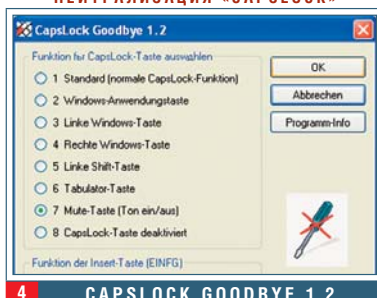 НЕЙТРАЛИЗАЦИЯ «CAPSLOCK»
CapsLock Goodbye 1.2
Funktion für CapsLock-Taste auswählen
1 Standard (normale CapsLock-Funktion)
2 Windows-Anwendungstaste
3 Linke Windows-Taste
4 Rechte Windows-Taste
5 Linke Shift-Taste
6 Tabulator-Taste
7 Mute-Taste (Ton ein/aus)
8 CapsLock-Taste deaktiviert
Funktion der Insert-Taste (EINFG)
OK
Abbrechen
Programm-Info
4 CAPSLOCK GOODBYE 1.2